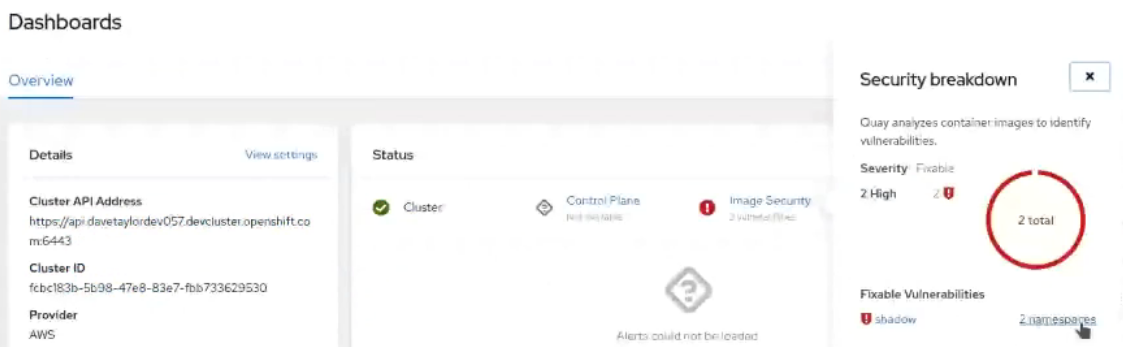 Dashboards
Overview
Details
View settings
Cluster API Address
https://api.davetaylordev057.devcluster.openshift.co
m:6443
Cluster ID
fcbc183b-5b98-47e8-83e7-fbb733629530
Provider
AWS
Status
Cluster
Control Plane
Not available
Image Security
2 vulnerabilities
Alerts could not be loaded
Security breakdown
Quay analyzes container images to identify
vulnerabilities.
Severity Fixable
2 High 2
2 total
Fixable Vulnerabilities
shadow 2 namespaces